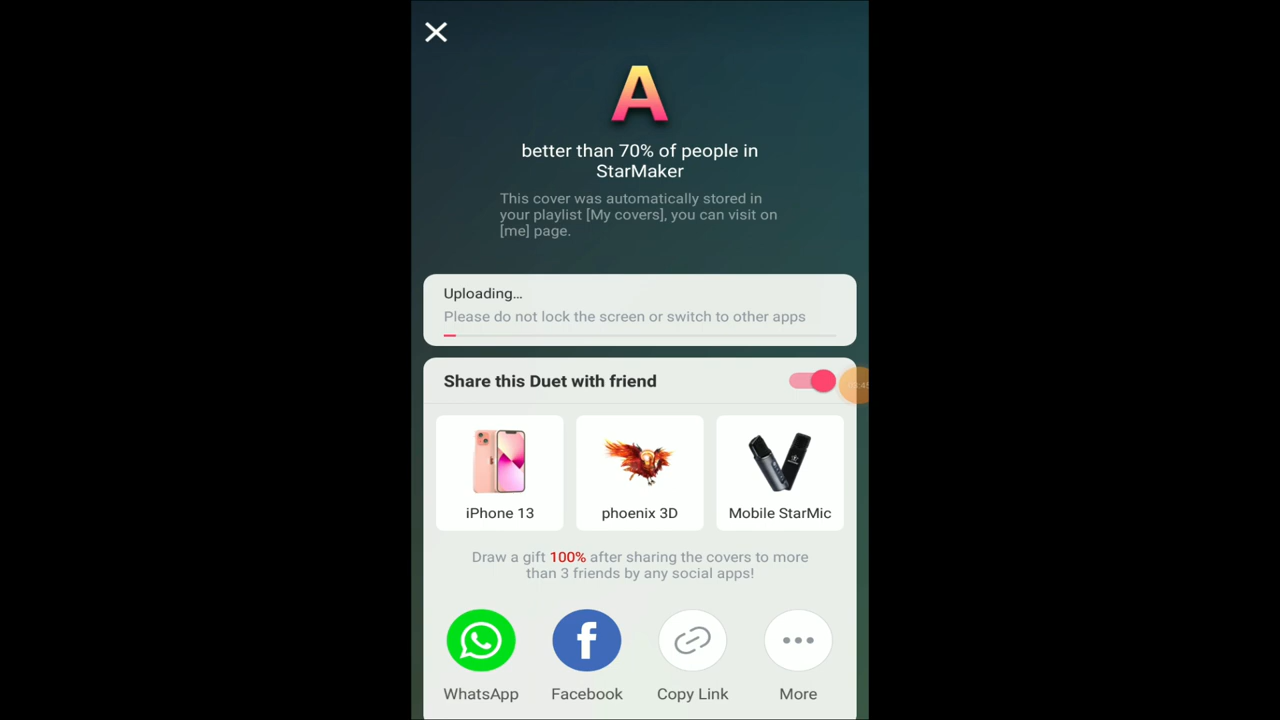 A
better than 70% of people in
StarMaker
This cover was automatically stored in
your playlist [My covers], you can visit on
[me] page.
Uploading...
Please do not lock the screen or switch to other apps
Share this Duet with friend
iPhone 13
phoenix 3D
Mobile StarMic
Draw a gift 100% after sharing the covers to more
than 3 friends by any social apps!
WhatsApp
Facebook
Copy Link
More